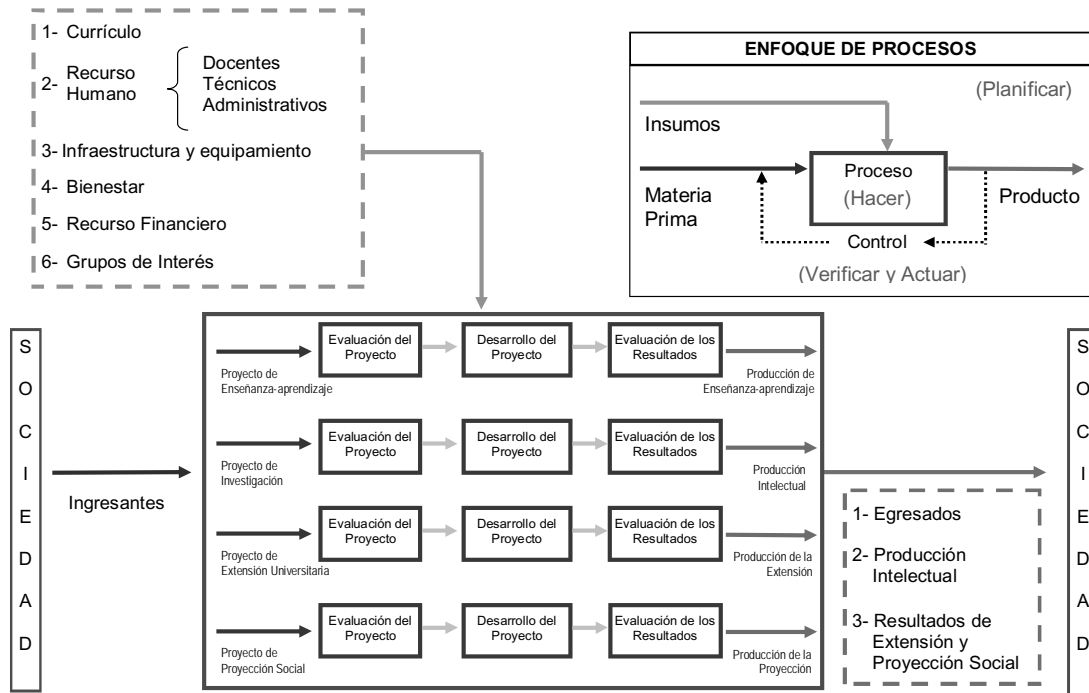 1- Currículo
2- Recurso
Humano
Docentes
Técnicos
Administrativos
3- Infraestructura y equipamiento
4- Bienestar
5- Recurso Financiero
6- Grupos de Interés
ENFOQUE DE PROCESOS
(Planificar)
Insumos
Materia
Prima
Proceso
(Hacer)
Producto
Control
(Verificar y Actuar)
SOCIEDAD
Ingresantes
Proyecto de
Enseñanza-aprendizaje
Evaluación del
Proyecto
Desarrollo del
Proyecto
Evaluación de los
Resultados
Producción de
Enseñanza-aprendizaje
Proyecto de
Investigación
Evaluación del
Proyecto
Desarrollo del
Proyecto
Evaluación de los
Resultados
Producción
Intelectual
Proyecto de
Extensión Universitaria
Evaluación del
Proyecto
Desarrollo del
Proyecto
Evaluación de los
Resultados
Producción de la
Extensión
Proyecto de
Proyección Social
Evaluación del
Proyecto
Desarrollo del
Proyecto
Evaluación de los
Resultados
Producción de la
Proyección
1- Egresados
2- Producción
Intelectual
3- Resultados de
Extensión y
Proyección Social
SOCIEDAD